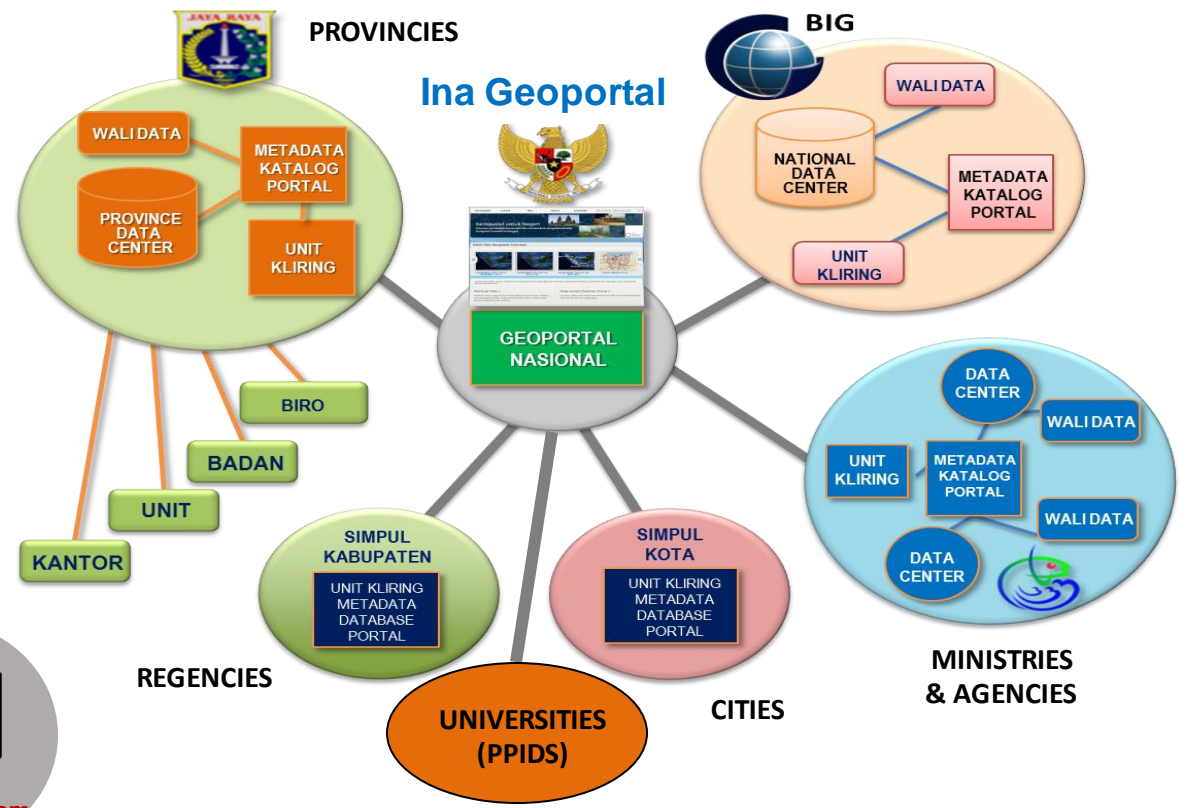 JAYA RAYA
PROVINCIES
BIG
Ina Geoportal
WALI DATA
METADATA
KATALOG
PORTAL
PROVINCE
DATA
CENTER
UNIT
KLIRING
WALI DATA
NATIONAL
DATA
CENTER
METADATA
KATALOG
PORTAL
UNIT
KLIRING
GEOPORTAL
NASIONAL
BIRO
BADAN
UNIT
KANTOR
DATA
CENTER
WALI DATA
UNIT
KLIRING
METADATA
KATALOG
PORTAL
WALI DATA
DATA
CENTER
SIMPUL
KABUPATEN
UNIT KLIRING
METADATA
DATABASE
PORTAL
SIMPUL
KOTA
UNIT KLIRING
METADATA
DATABASE
PORTAL
REGENCIES
UNIVERSITIES
(PPIDS)
CITIES
MINISTRIES
& AGENCIES